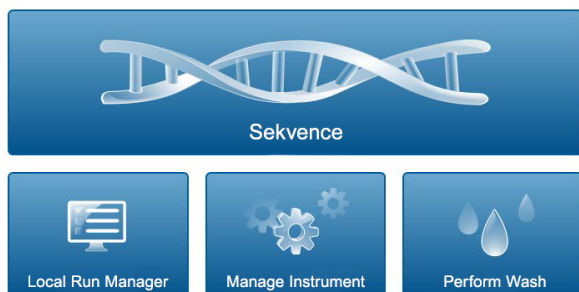 Sekvence
Local Run Manager
Manage Instrument
Perform Wash